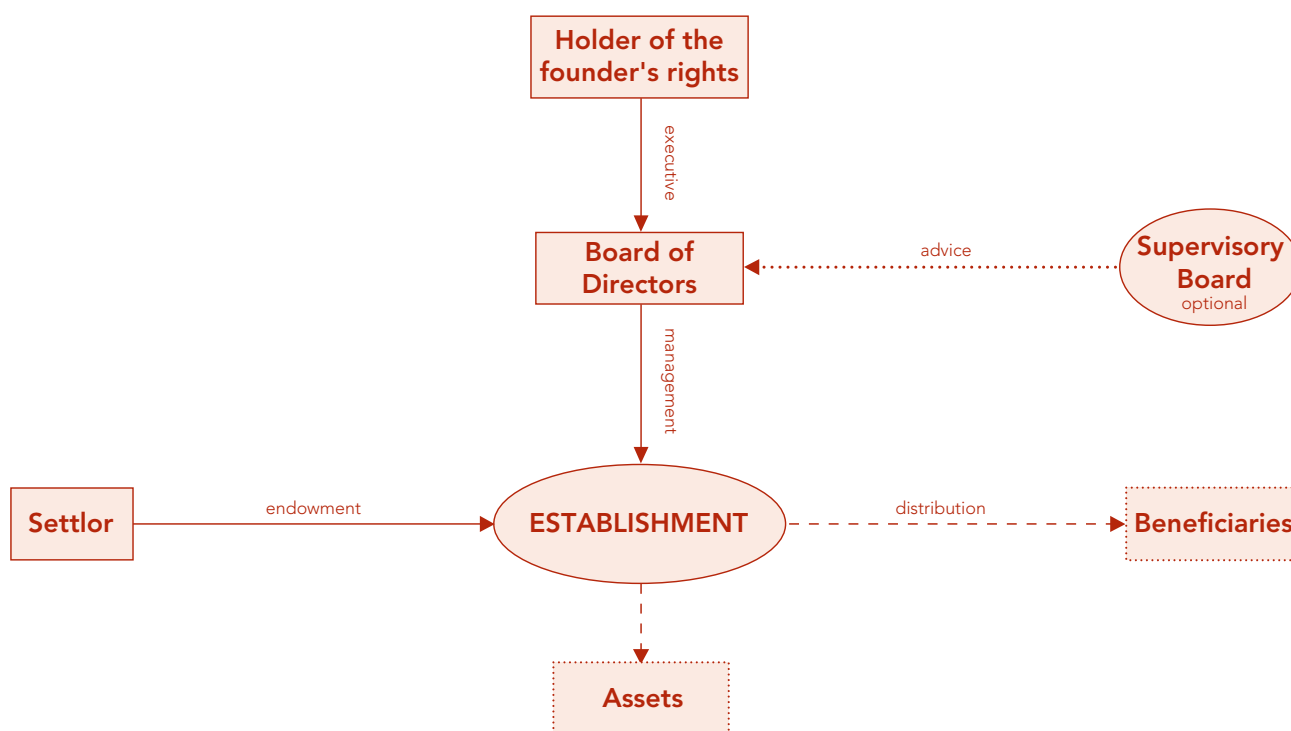 Holder of the
founder's rights
executive
Board of
Directors
advice
Supervisory
Board
optional
management
Settlor
endowment
ESTABLISHMENT
distribution
Beneficiaries
Assets